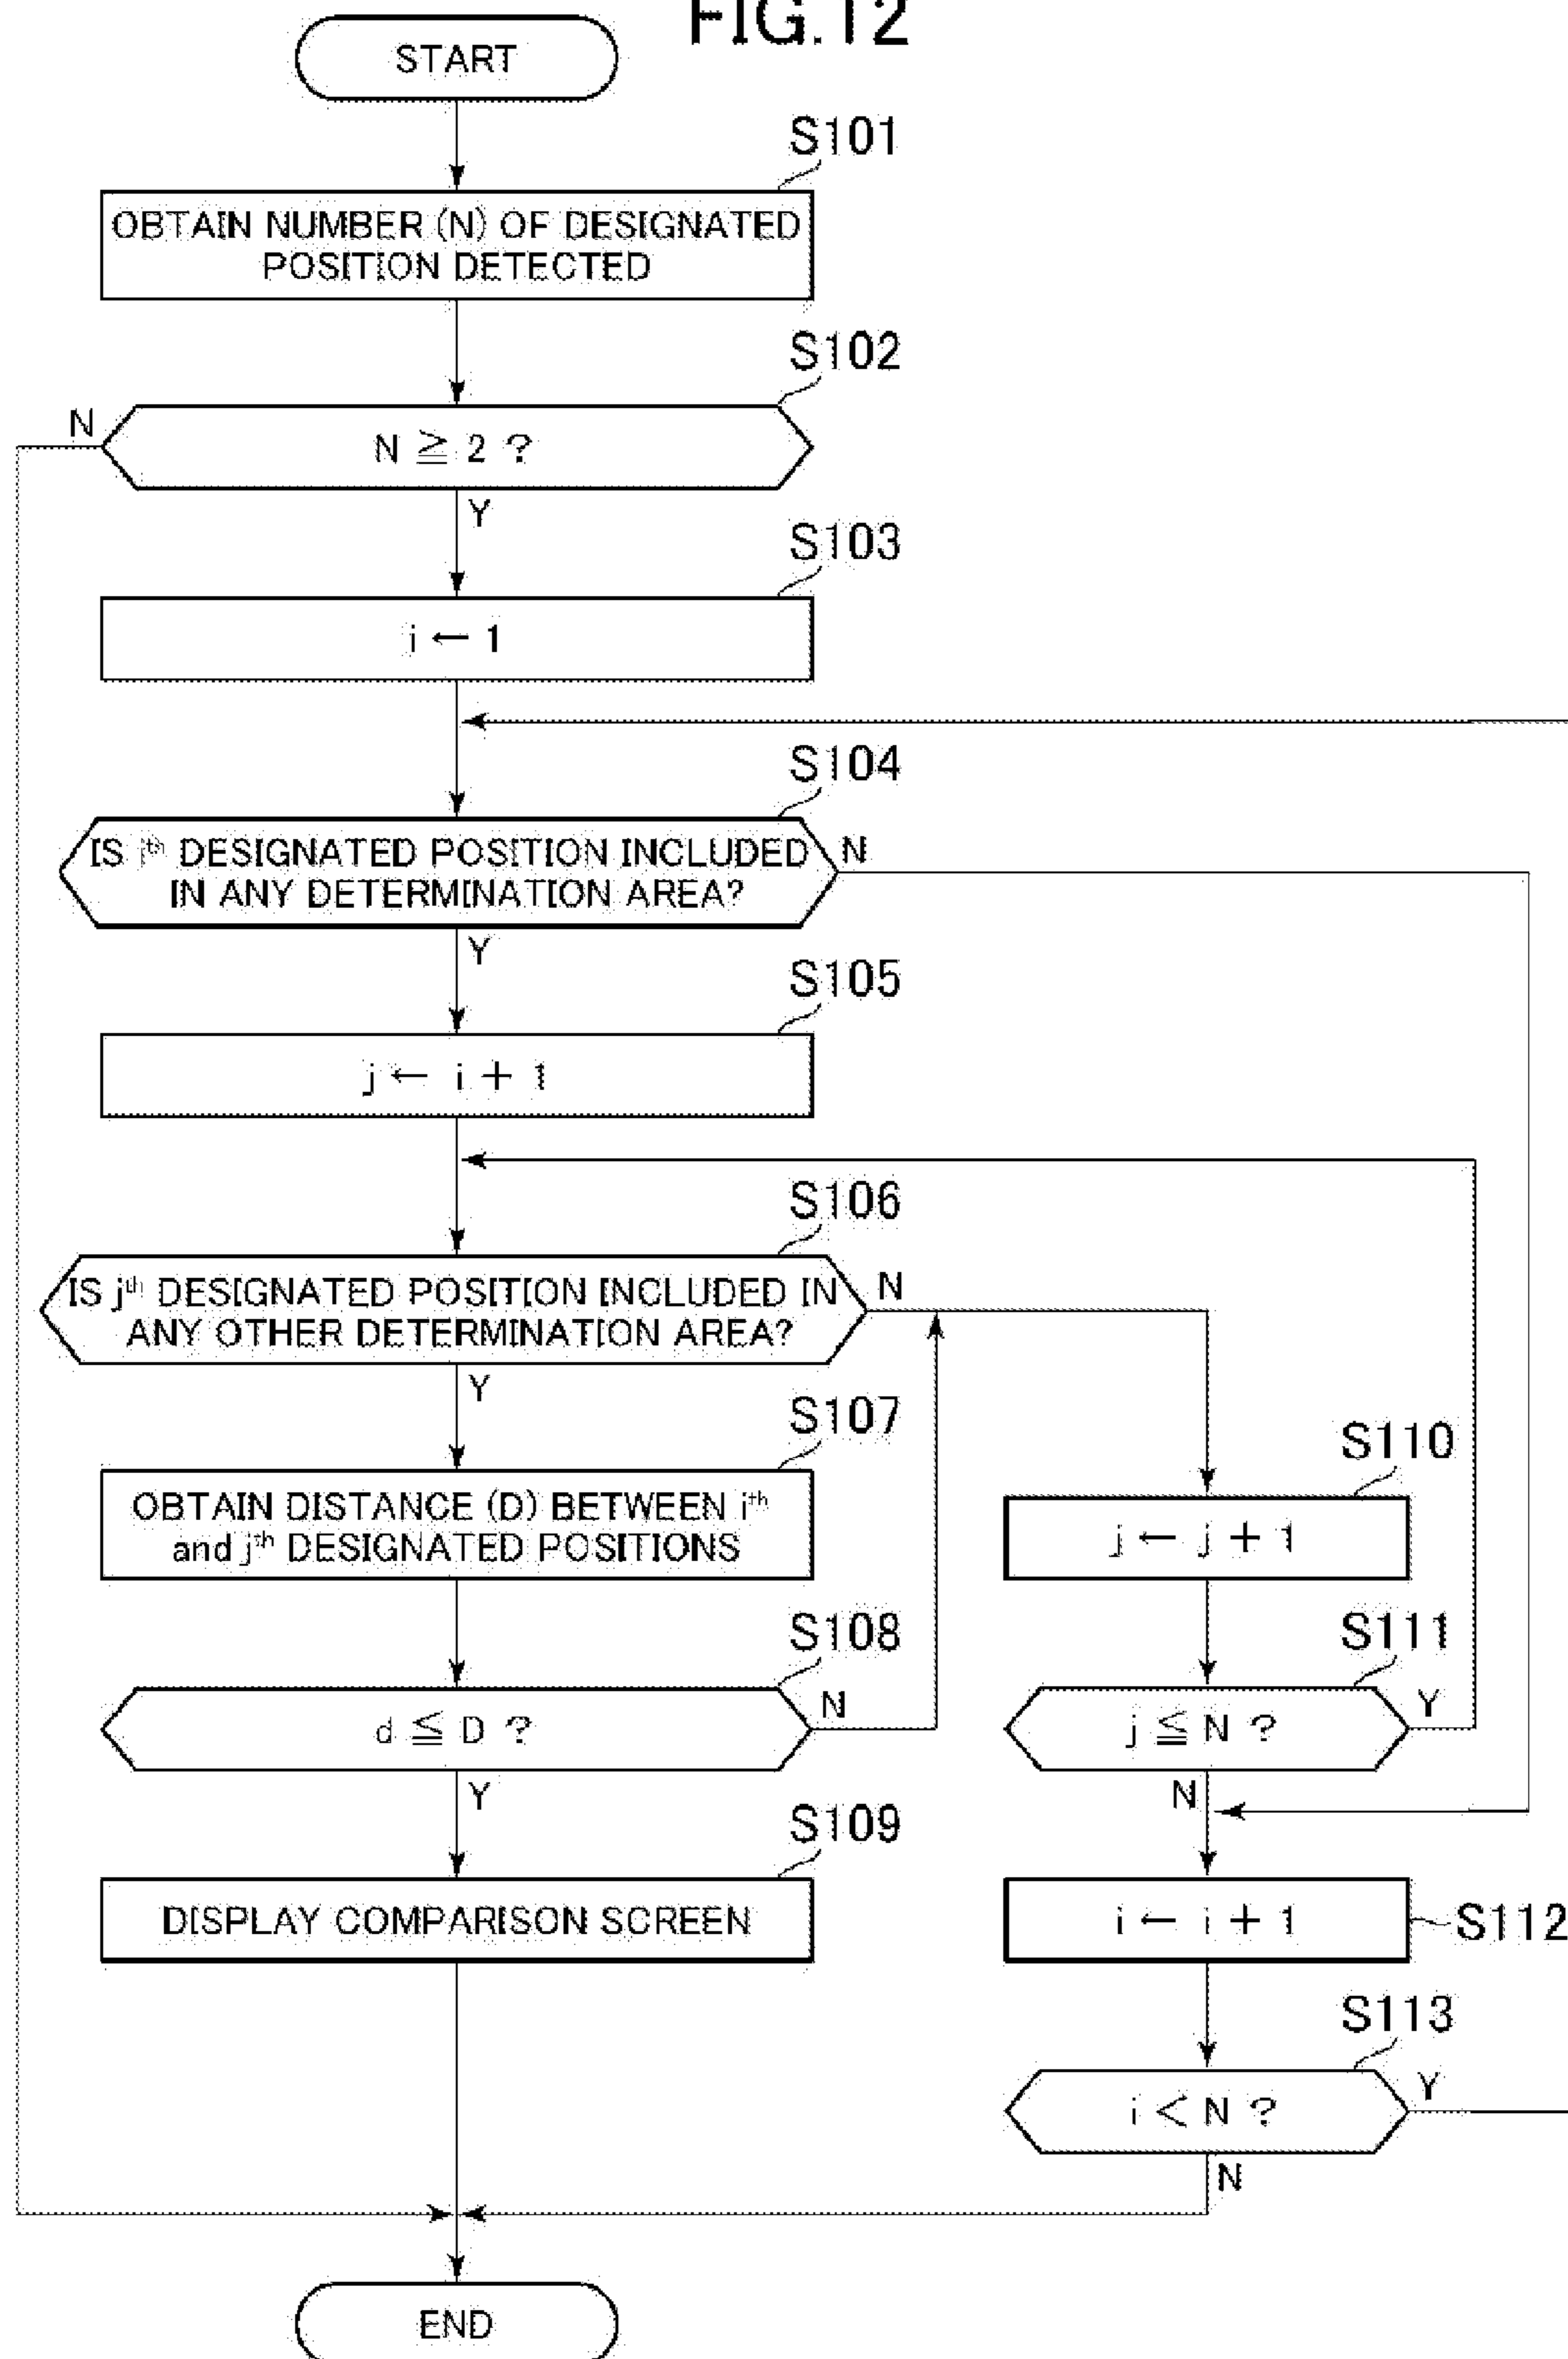 FIG.12
START
S101
OBTAIN NUMBER (N) OF DESIGNATED
POSITION DETECTED
S102
N ≧ 2 ?
N
Y
S103
i ← 1
S104
IS iᵗʰ DESIGNATED POSITION INCLUDED
IN ANY DETERMINATION AREA?
N
Y
S105
j ← i + 1
S106
IS jᵗʰ DESIGNATED POSITION INCLUDED IN
ANY OTHER DETERMINATION AREA?
N
Y
S107
OBTAIN DISTANCE (D) BETWEEN iᵗʰ
and jᵗʰ DESIGNATED POSITIONS
S108
d ≦ D ?
N
Y
S109
DISPLAY COMPARISON SCREEN
S110
j ← j + 1
S111
j ≦ N ?
Y
N
S112
i ← i + 1
S113
i < N ?
Y
N
END